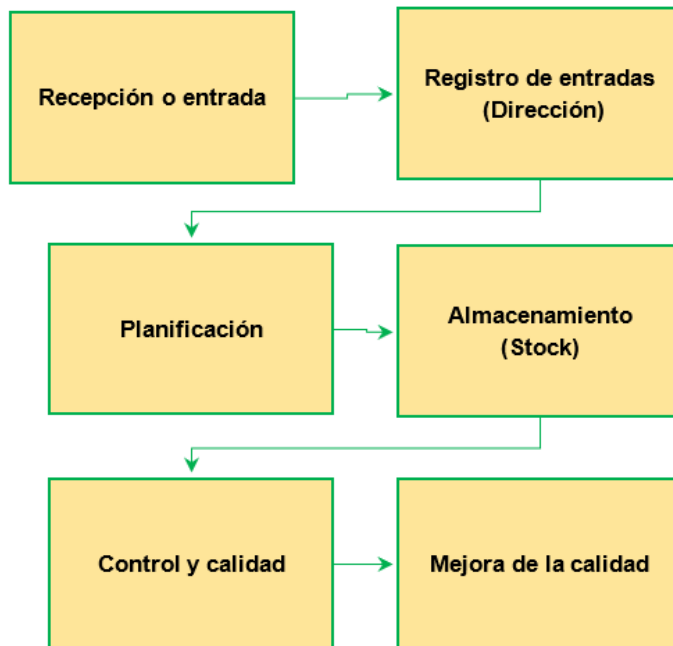 Recepción o entrada
Registro de entradas
(Dirección)
Planificación
Almacenamiento
(Stock)
Control y calidad
Mejora de la calidad